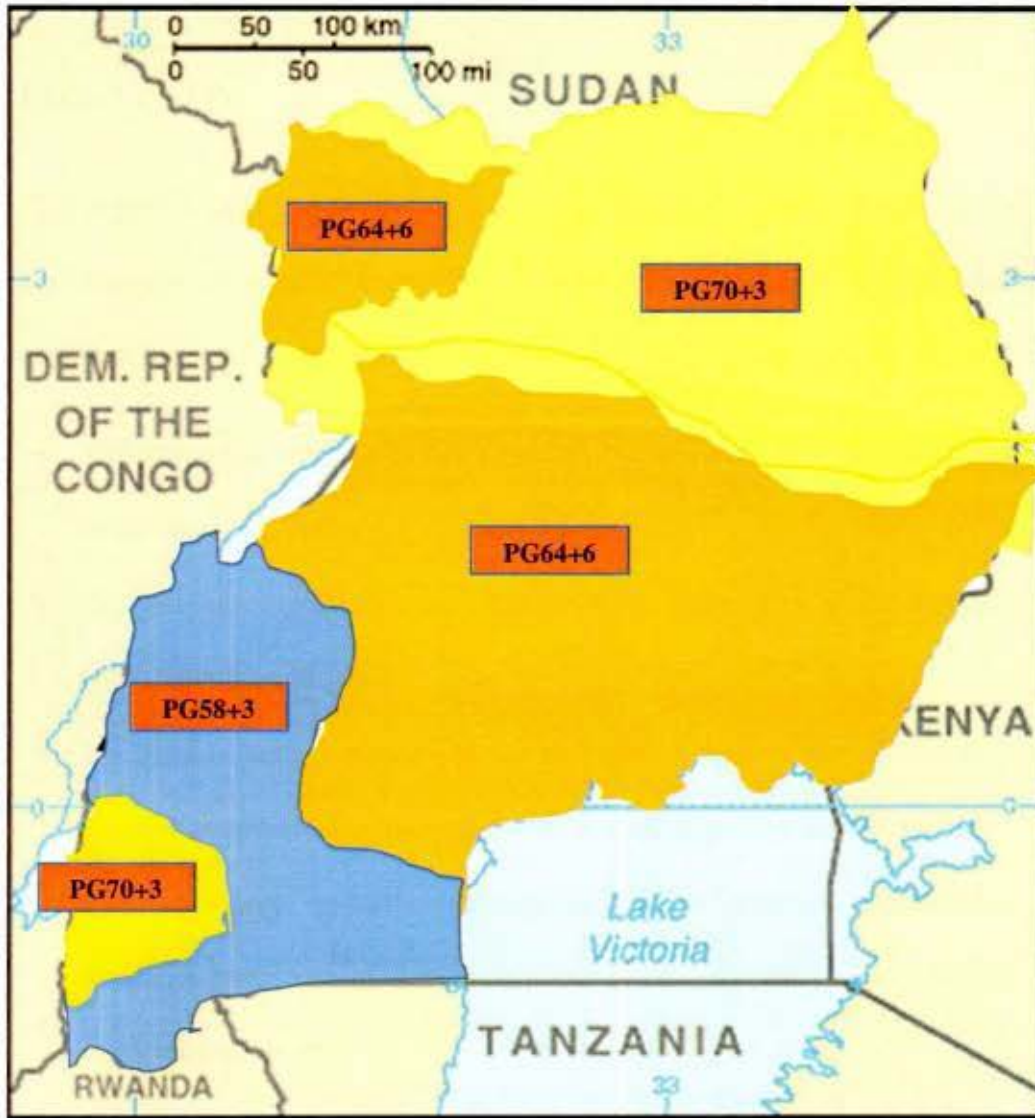 30
0 50 100 km
0 50 100 mi
33
SUDAN
PG64+6
3
PG70+3
3
DEM. REP.
OF THE
CONGO
PG64+6
PG58+3
KENYA
0
0
PG70+3
Lake
Victoria
TANZANIA
RWANDA
33